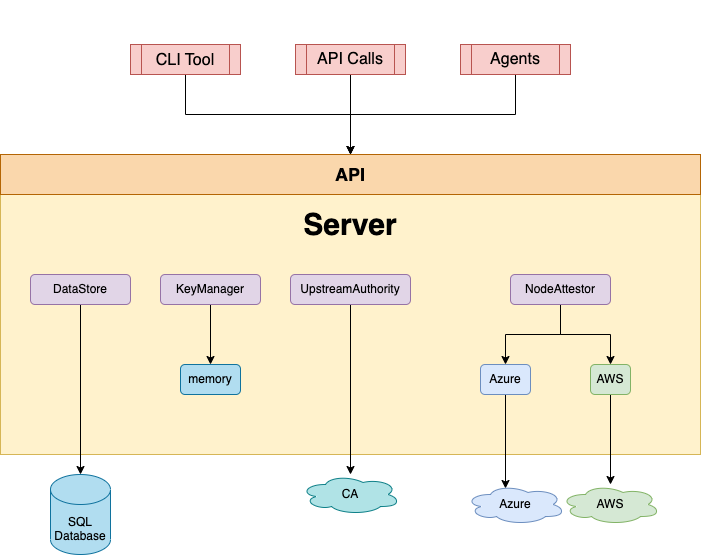 CLI Tool
API Calls
Agents
API
Server
DataStore
KeyManager
UpstreamAuthority
NodeAttestor
memory
Azure
AWS
SQL
Database
CA
Azure
AWS